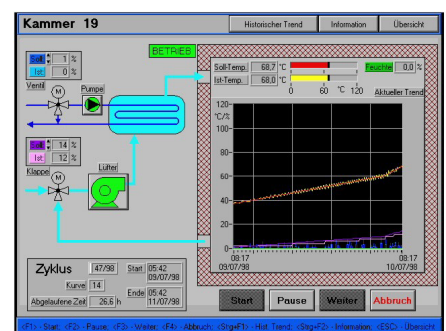 Kammer 19
Historischer Trend
Information
Übersicht
BETRIEB
Soll 1 %
Ist 0 %
Ventil
M
Pumpe
Soll 14 %
Ist 12 %
Klappe
M
Lüfter
Soll-Temp. 68,7 °C
Ist-Temp. 68,0 °C
0 60 °C 120
Feuchte 0,0 %
Aktueller Trend
120
°C/%
100
80
60
40
20
0
09:17
09/07/98
09:17
10/07/98
Zyklus 47/98
Kurve 14
Abgelaufene Zeit 26,6 h
Start 05:42
09/07/98
Ende 05:42
11/07/98
Start
Pause
Weiter
Abbruch
<F1> - Start; <F2> - Pause; <F3> - Weiter; <F4> - Abbruch; <Strg+F1> - Hist. Trend; <Strg+F2> - Information; <ESC> - Übersicht